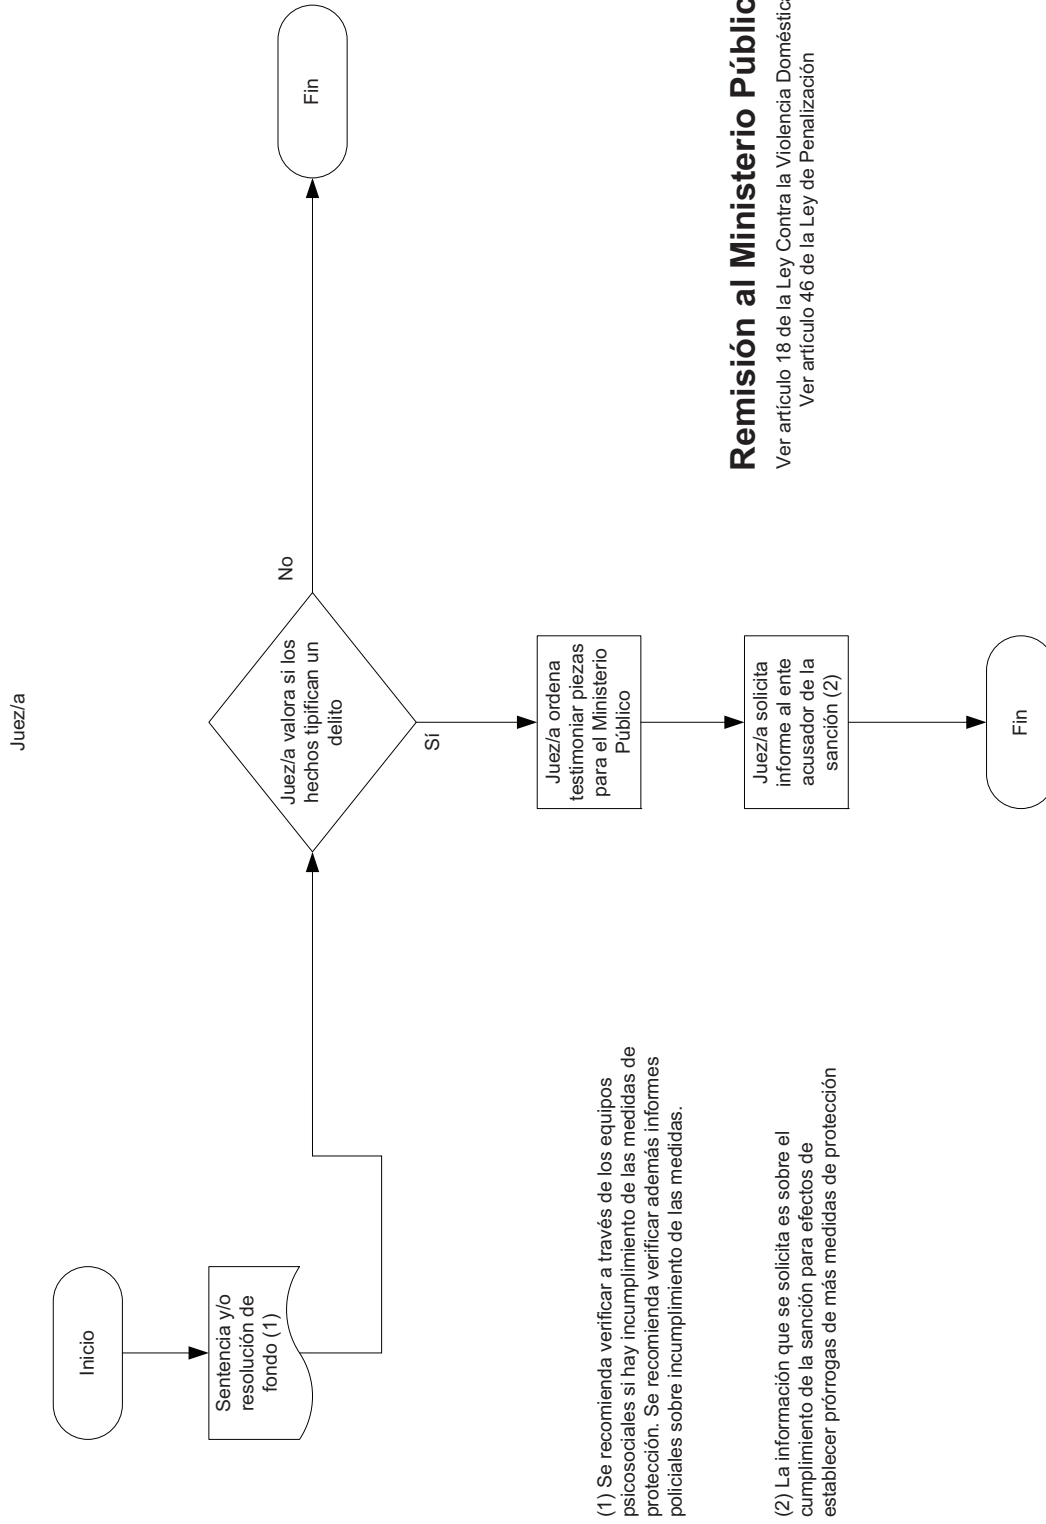 Juez/a
Inicio
Sentencia y/o
resolución de
fondo (1)
Juez/a valora si los
hechos tipifican un
delito
No
Fin
Sí
Juez/a ordena
testimoniar piezas
para el Ministerio
Público
Juez/a solicita
informe al ente
acusador de la
sanción (2)
Fin
(1) Se recomienda verificar a través de los equipos
psicosociales si hay incumplimiento de las medidas de
protección. Se recomienda verificar además informes
policiales sobre incumplimiento de las medidas.
(2) La información que se solicita es sobre el
cumplimiento de la sanción para efectos de
establecer prórrogas de más medidas de protección
Remisión al Ministerio Públic
Ver artículo 18 de la Ley Contra la Violencia Doméstica
Ver artículo 46 de la Ley de Penalización